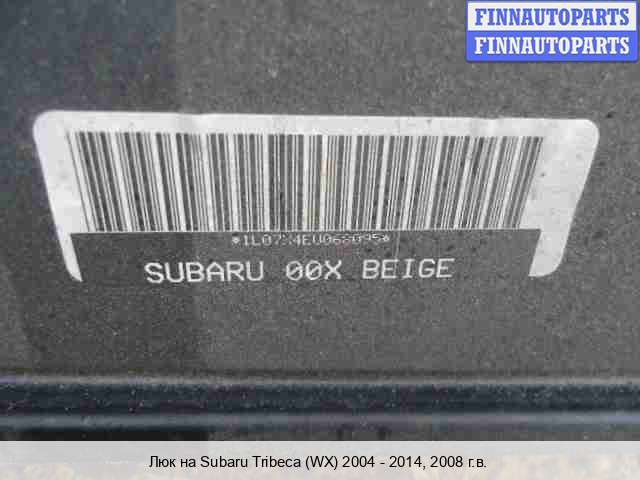 FINNAUTOPARTS
FINNAUTOPARTS
SUBARU 00X BEIGE
Люк на Subaru Tribeca (WX) 2004 - 2014, 2008 г.в.